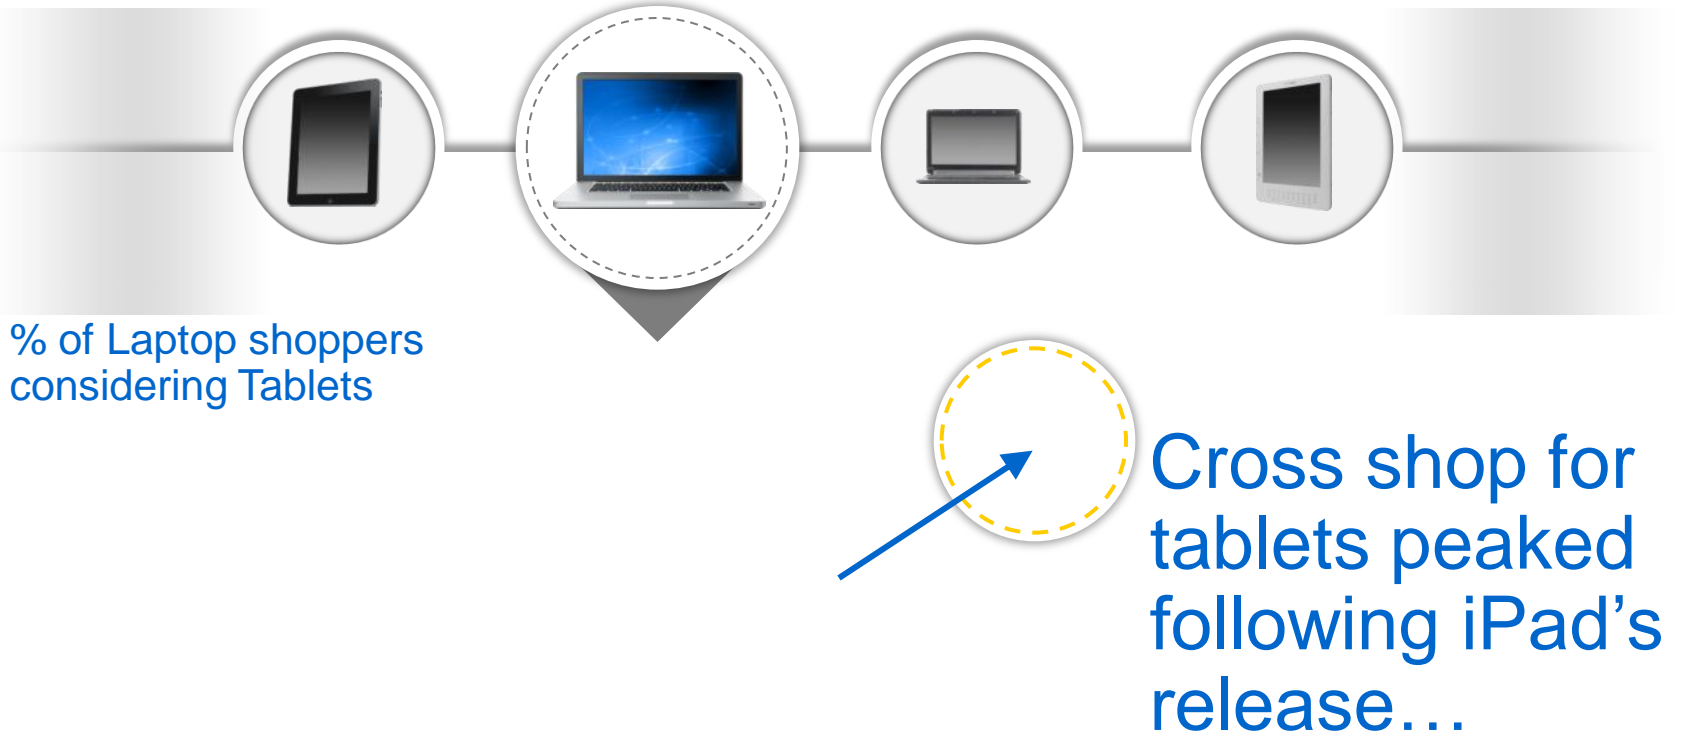 % of Laptop shoppers
considering Tablets
Cross shop for
tablets peaked
following iPad’s
release…